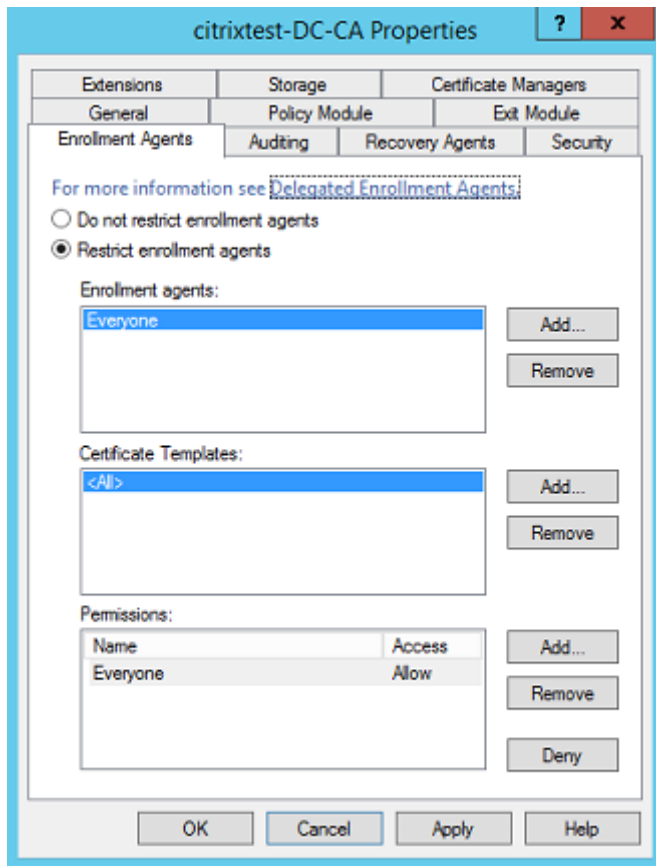 citrixtest-DC-CA Properties
? x
Extensions Storage Certificate Managers
General Policy Module Exit Module
Enrollment Agents Auditing Recovery Agents Security
For more information see Delegated Enrollment Agents.
Do not restrict enrollment agents
Restrict enrollment agents
Enrollment agents:
Everyone
Add...
Remove
Certificate Templates:
<All>
Add...
Remove
Permissions:
Name Access
Everyone Allow
Add...
Remove
Deny
OK Cancel Apply Help